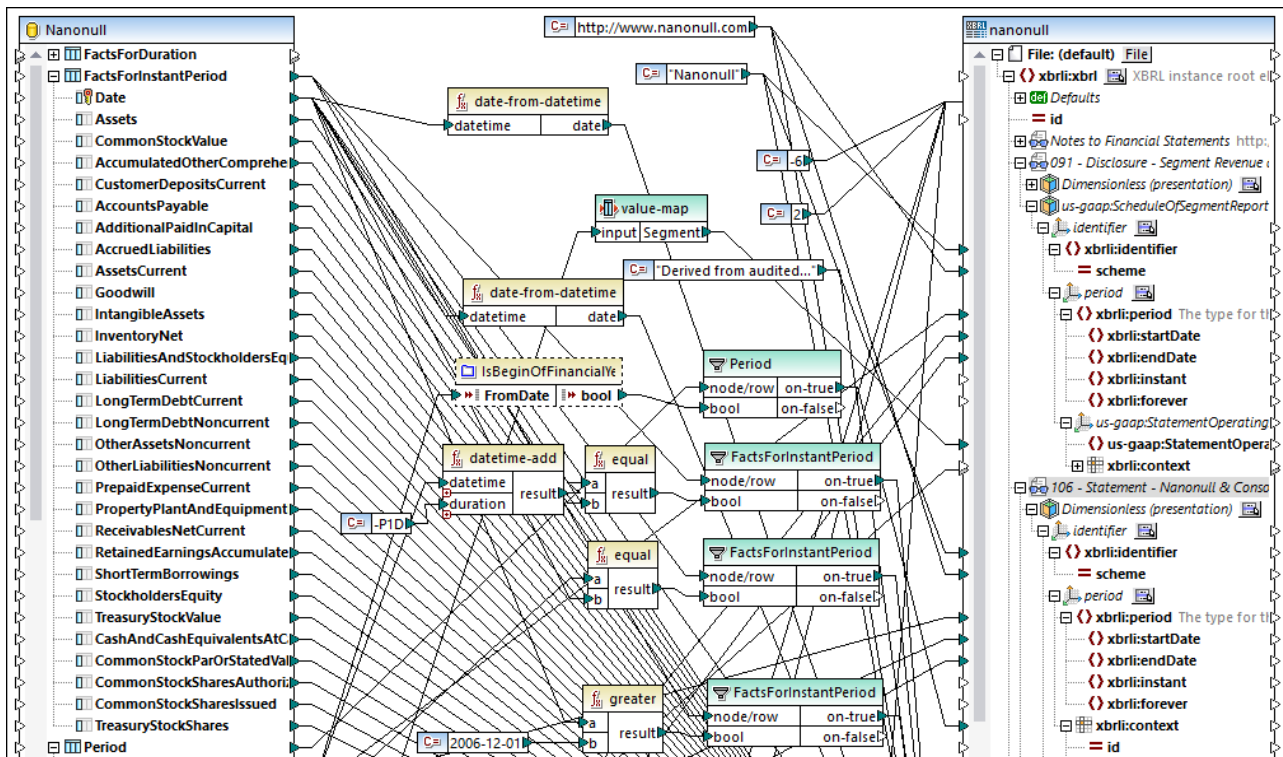 Nanonull
FactsForDuration
FactsForInstantPeriod
Date
Assets
CommonStockValue
AccumulatedOtherComprehe
CustomerDepositsCurrent
AccountsPayable
AdditionalPaidInCapital
AccruedLiabilities
AssetsCurrent
Goodwill
IntangibleAssets
InventoryNet
LiabilitiesAndStockholdersEq
LiabilitiesCurrent
LongTermDebtCurrent
LongTermDebtNoncurrent
OtherAssetsNoncurrent
OtherLiabilitiesNoncurrent
PrepaidExpenseCurrent
PropertyPlantAndEquipment
ReceivablesNetCurrent
RetainedEarningsAccumulate
ShortTermBorrowings
StockholdersEquity
TreasuryStockValue
CashAndCashEquivalentsAtC
CommonStockParOrStatedVal
CommonStockSharesAuthori
CommonStockSharesIssued
TreasuryStockShares
Period
C= http://www.nanonull.com
C= "Nanonull"
date-from-datetime
datetime date
C= -6
C= 2
value-map
input Segment
C= "Derived from audited..."
date-from-datetime
datetime date
IsBeginOfFinancialYe
FromDate bool
Period
node/row on-true
bool on-false
datetime-add
datetime
duration
result
C= -P1D
equal
a
b
result
FactsForInstantPeriod
node/row on-true
bool on-false
equal
a
b
result
FactsForInstantPeriod
node/row on-true
bool on-false
greater
a
b
result
C= 2006-12-01
FactsForInstantPeriod
node/row on-true
bool on-false
XBRL nanonull
File: (default) File
xbrli:xbrl XBRL instance root el
def Defaults
= id
Notes to Financial Statements http:
091 - Disclosure - Segment Revenue
Dimensionless (presentation)
us-gaap:ScheduleOfSegmentReport
identifier
xbrli:identifier
= scheme
period
xbrli:period The type for th
xbrli:startDate
xbrli:endDate
xbrli:instant
xbrli:forever
us-gaap:StatementOperating
us-gaap:StatementOpera
xbrli:context
106 - Statement - Nanonull & Conso
Dimensionless (presentation)
identifier
xbrli:identifier
= scheme
period
xbrli:period The type for th
xbrli:startDate
xbrli:endDate
xbrli:instant
xbrli:forever
xbrli:context
= id